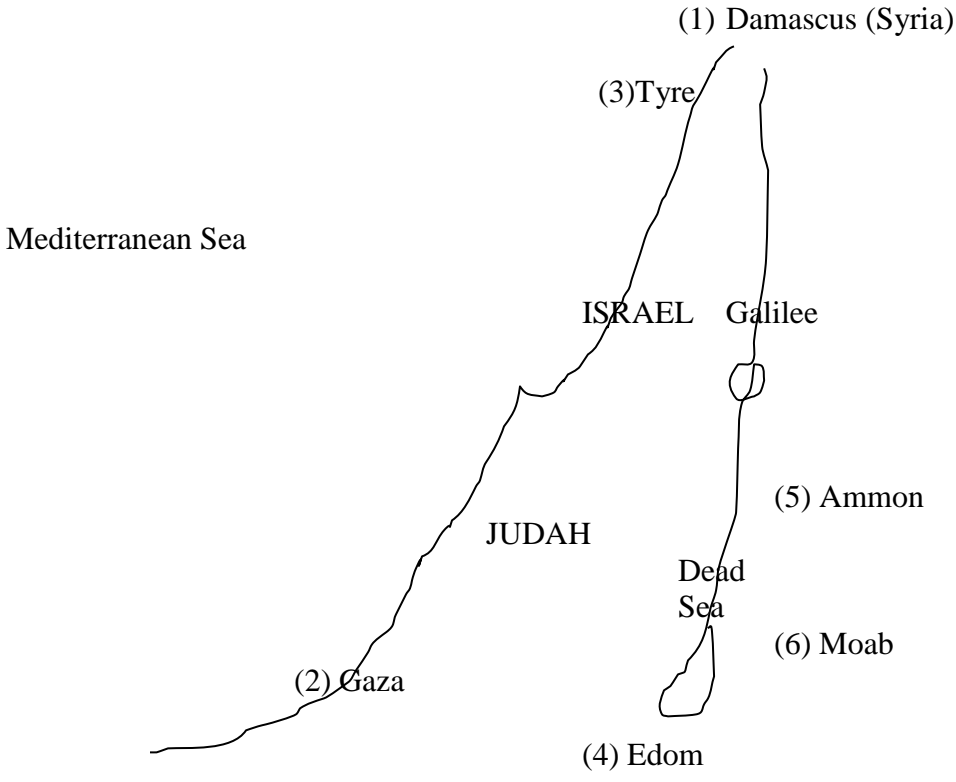 (1) Damascus (Syria)
(3)Tyre
Mediterranean Sea
ISRAEL
Galilee
(5) Ammon
JUDAH
Dead
Sea
(6) Moab
(2) Gaza
(4) Edom